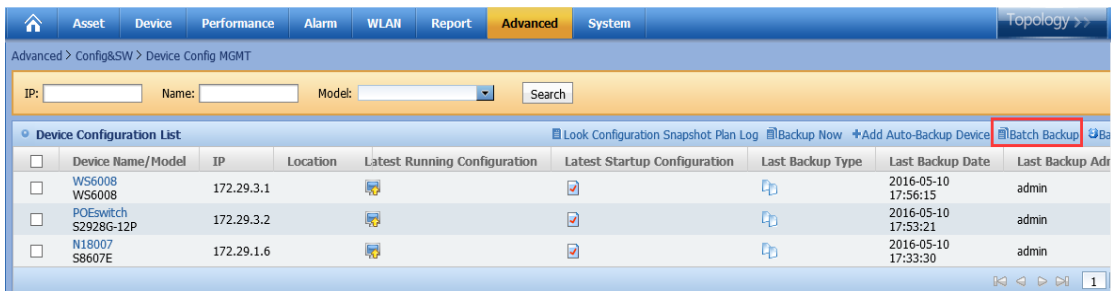 Asset Device Performance Alarm WLAN Report Advanced System Topology >>
Advanced > Config&SW > Device Config MGMT
IP: Name: Model: Search
Device Configuration List Look Configuration Snapshot Plan Log Backup Now +Add Auto-Backup Device Batch Backup Ba
Device Name/Model IP Location Latest Running Configuration Latest Startup Configuration Last Backup Type Last Backup Date Last Backup Adm
WS6008
WS6008 172.29.3.1 2016-05-10
17:56:15 admin
POEswitch
S2928G-12P 172.29.3.2 2016-05-10
17:53:21 admin
N18007
S8607E 172.29.1.6 2016-05-10
17:33:30 admin
1